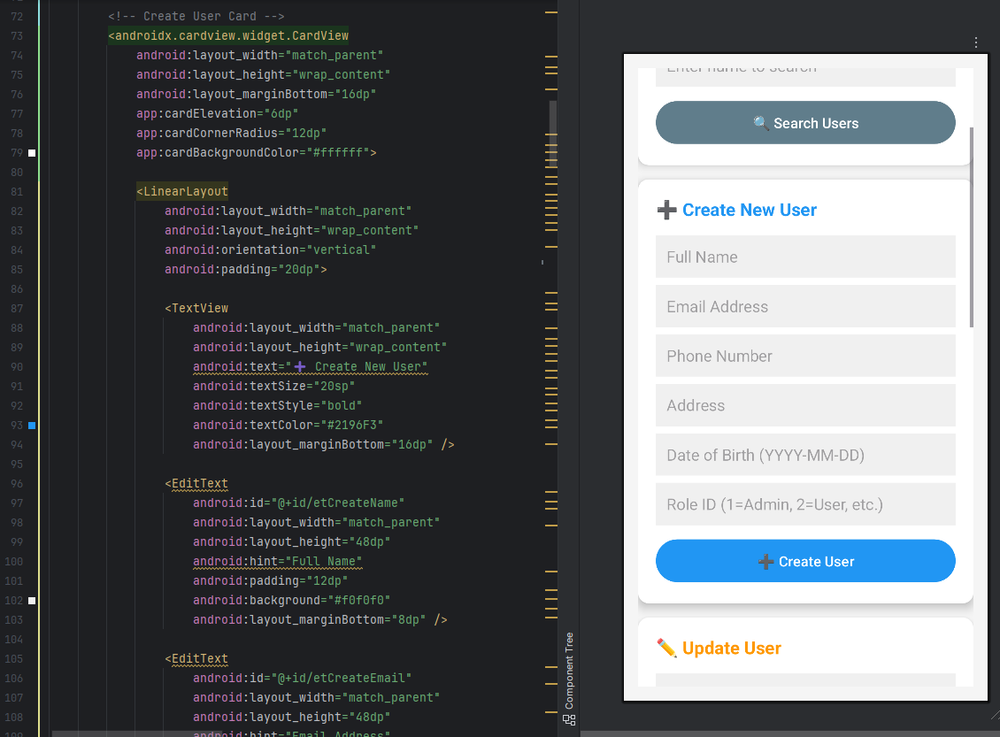 72 <!-- Create User Card -->
73 <androidx.cardview.widget.CardView
74 android:layout_width="match_parent"
75 android:layout_height="wrap_content"
76 android:layout_marginBottom="16dp"
77 app:cardElevation="6dp"
78 app:cardCornerRadius="12dp"
79 app:cardBackgroundColor="#ffffff">
80
81 <LinearLayout
82 android:layout_width="match_parent"
83 android:layout_height="wrap_content"
84 android:orientation="vertical"
85 android:padding="20dp">
86
87 <TextView
88 android:layout_width="match_parent"
89 android:layout_height="wrap_content"
90 android:text="➕ Create New User"
91 android:textSize="20sp"
92 android:textStyle="bold"
93 android:textColor="#2196F3"
94 android:layout_marginBottom="16dp" />
95
96 <EditText
97 android:id="@+id/etCreateName"
98 android:layout_width="match_parent"
99 android:layout_height="48dp"
100 android:hint="Full Name"
101 android:padding="12dp"
102 android:background="#f0f0f0"
103 android:layout_marginBottom="8dp" />
104
105 <EditText
106 android:id="@+id/etCreateEmail"
107 android:layout_width="match_parent"
108 android:layout_height="48dp"
109 android:hint="Email Address"
Component Tree
Enter name to search
🔍 Search Users
➕ Create New User
Full Name
Email Address
Phone Number
Address
Date of Birth (YYYY-MM-DD)
Role ID (1=Admin, 2=User, etc.)
➕ Create User
✏️ Update User